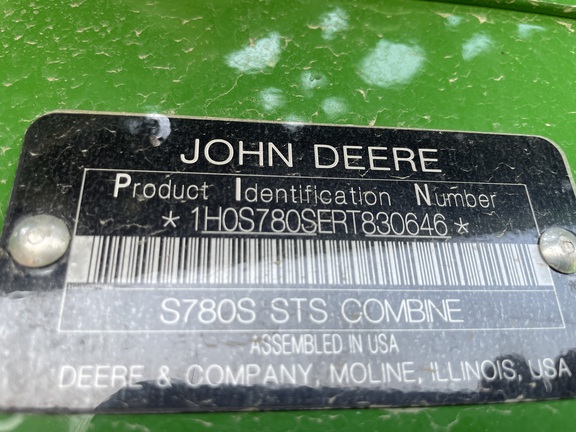 JOHN DEERE
Product Identification Number
*1H0S780SERT830646*
S780S STS COMBINE
ASSEMBLED IN USA
DEERE & COMPANY, MOLINE, ILLINOIS, USA